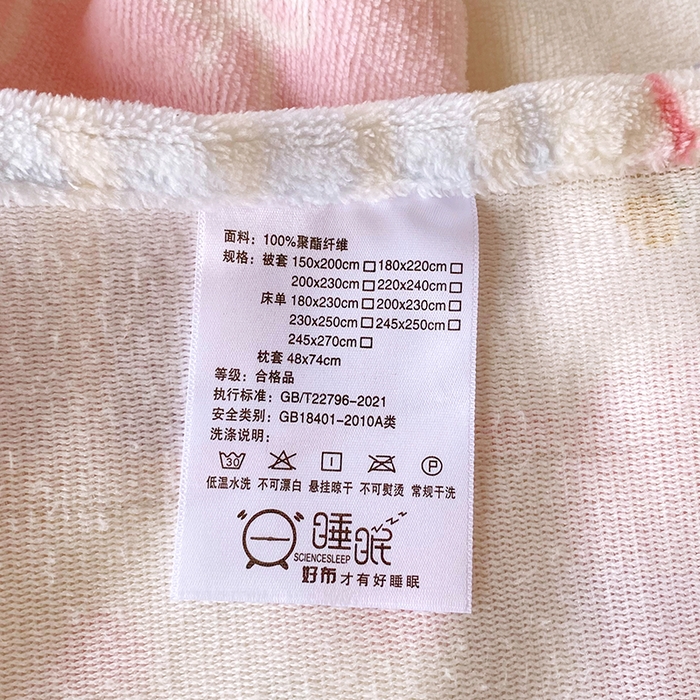 面料：100%聚酯纤维
规格：被套 150x200cm □ 180x220cm □
200x230cm □ 220x240cm □
床单 180x230cm □ 200x230cm □
230x250cm □ 245x250cm □
245x270cm □
枕套 48x74cm
等级：合格品
执行标准：GB/T22796-2021
安全类别：GB18401-2010A类
洗涤说明：
30 P
低温水洗 不可漂白 悬挂晾干 不可熨烫 常规干洗
一睡眠 zzz
SCIENCESLEEP
好布才有好睡眠